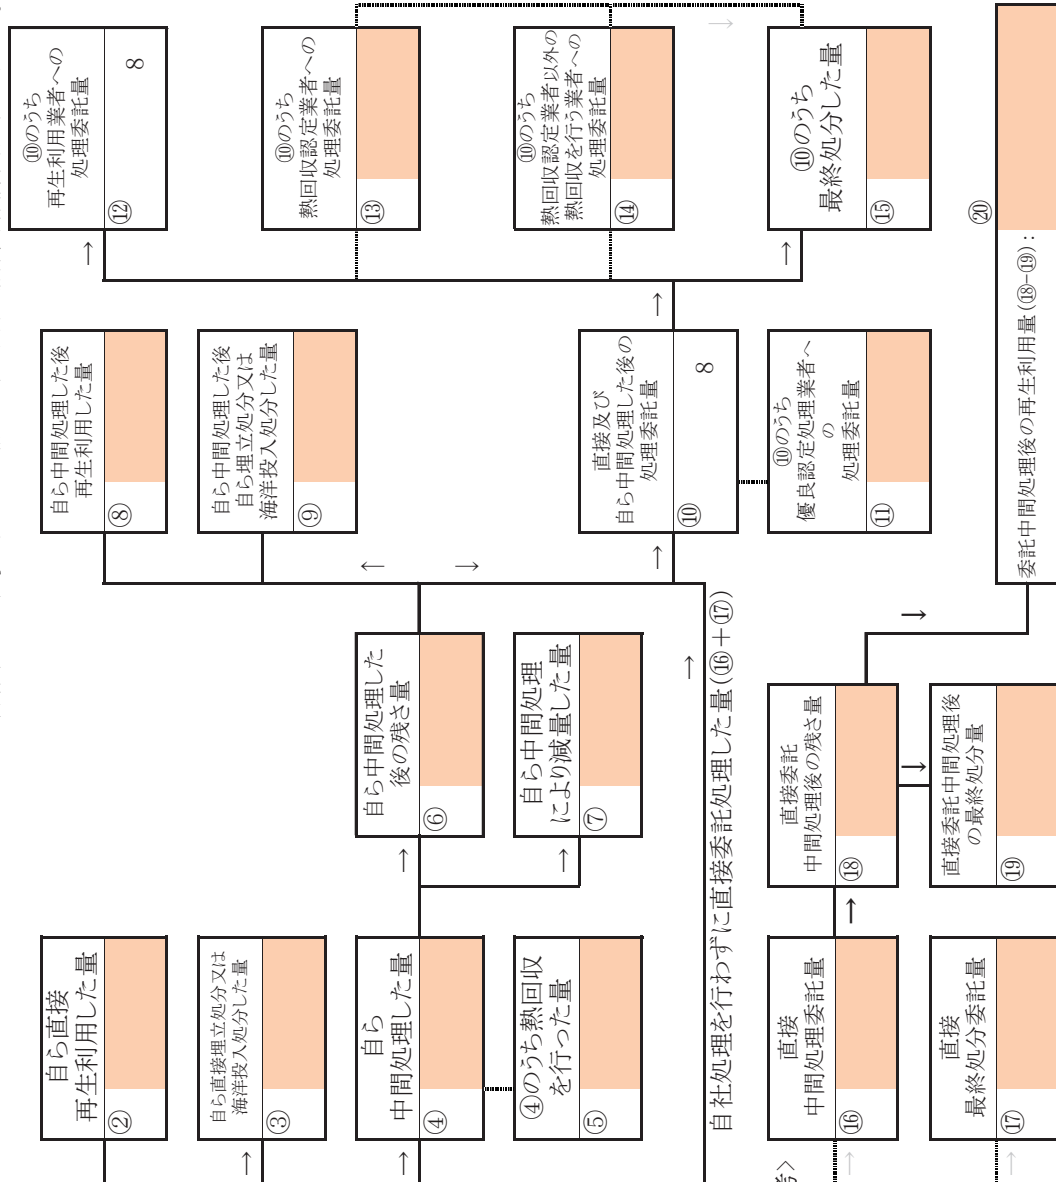 自ら直接
再生利用した量
②
自ら直接埋立処分又は
海洋投入処分した量
③
自ら
中間処理した量
④
④のうち熱回収
を行った量
⑤
自ら中間処理した
後の残さ量
⑥
自ら中間処理
により減量した量
⑦
自ら中間処理した後
再生利用した量
⑧
自ら中間処理した後
自ら埋立処分又は
海洋投入処分した量
⑨
直接及び
自ら中間処理した後の
処理委託量
⑩
8
⑩のうち
優良認定処理業者へ
の
処理委託量
⑪
⑩のうち
再生利用業者への
処理委託量
⑫
8
⑩のうち
熱回収認定業者への
処理委託量
⑬
⑩のうち
熱回収認定業者以外の
熱回収を行う業者への
処理委託量
⑭
⑩のうち
最終処分した量
⑮
自社処理を行わずに直接委託処理した量(⑯+⑰)
直接
中間処理委託量
⑯
直接
最終処分委託量
⑰
直接委託
中間処理後の残さ量
⑱
直接委託中間処理後
の最終処分量
⑲
委託中間処理後の再生利用量(⑱-⑲):
⑳